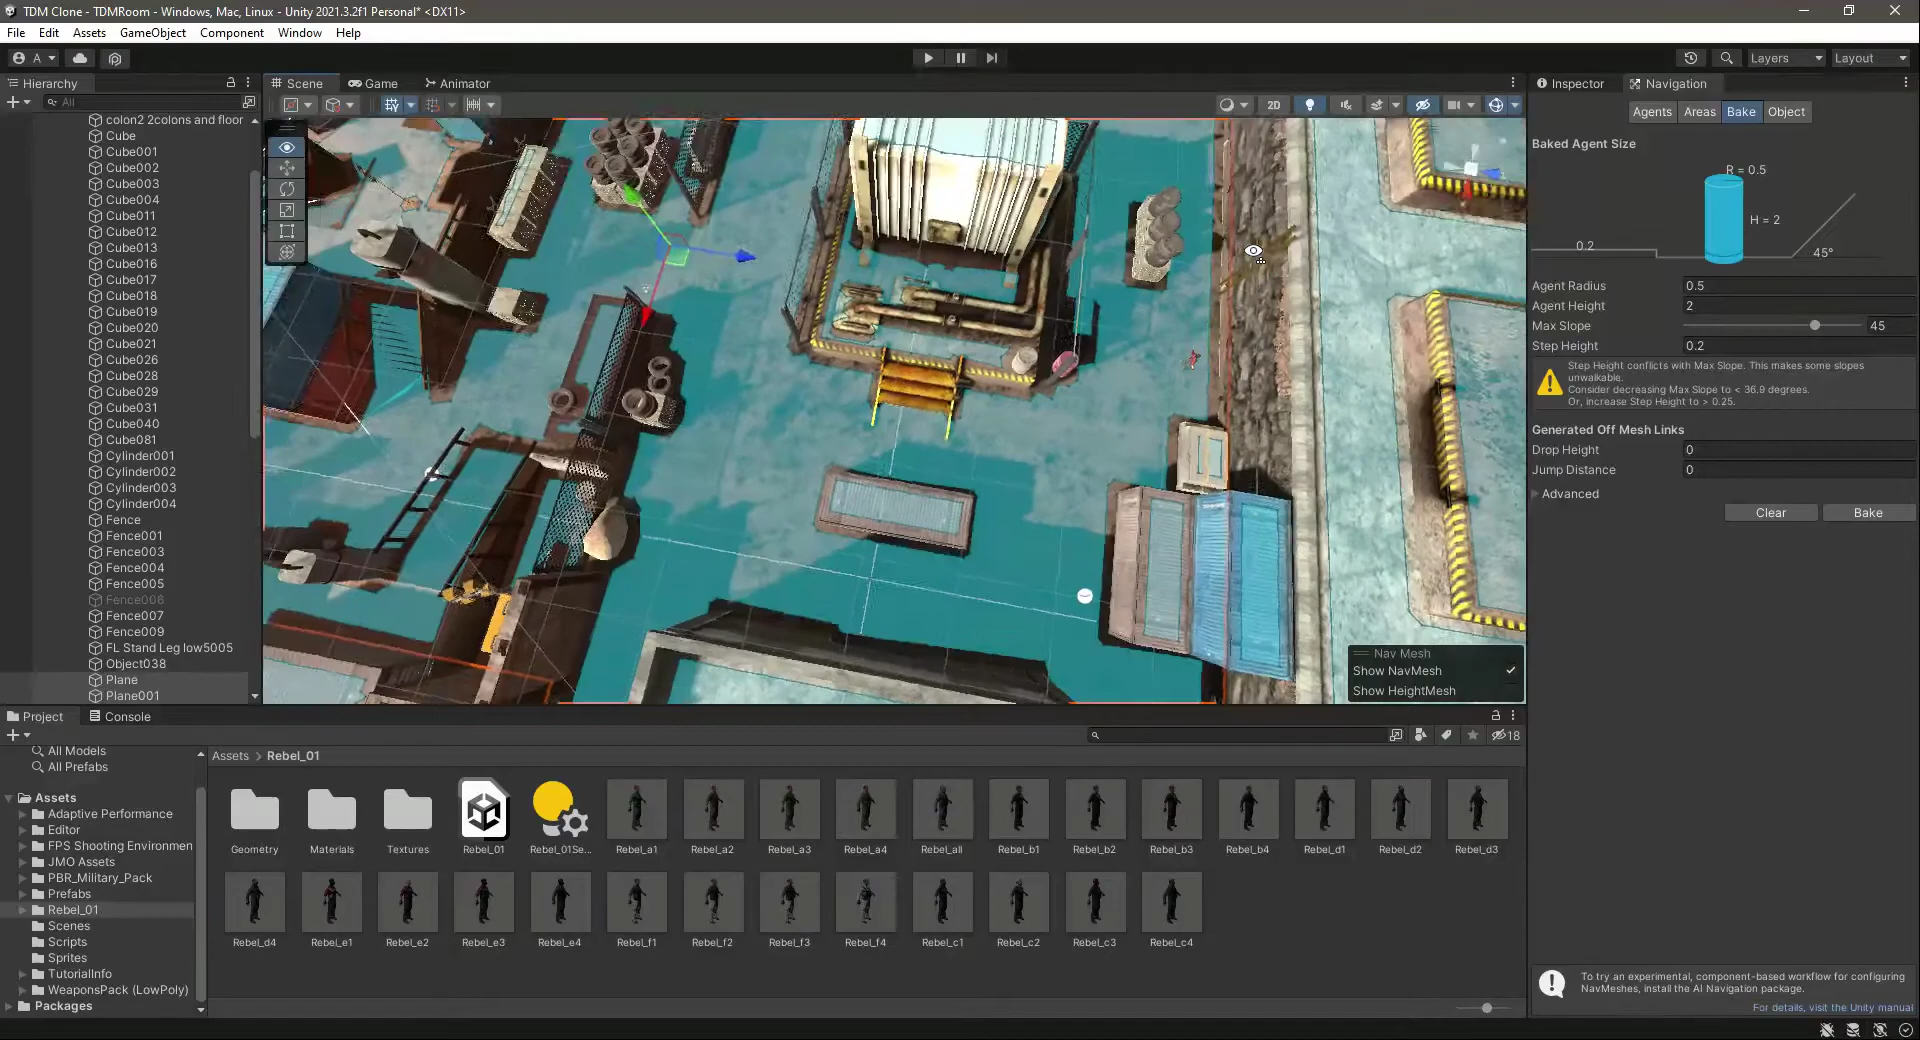 TDM Clone - TDMRoom - Windows, Mac, Linux - Unity 2021.3.2f1 Personal* <DX11>
File Edit Assets GameObject Component Window Help
A
Layers
Layout
Hierarchy
All
colon2 2colons and floor
Cube
Cube001
Cube002
Cube003
Cube004
Cube011
Cube012
Cube013
Cube016
Cube017
Cube018
Cube019
Cube020
Cube021
Cube026
Cube028
Cube029
Cube031
Cube040
Cube081
Cylinder001
Cylinder002
Cylinder003
Cylinder004
Fence
Fence001
Fence003
Fence004
Fence005
Fence006
Fence007
Fence009
FL Stand Leg low5005
Object038
Plane
Plane001
Scene Game Animator
2D
Nav Mesh
Show NavMesh
Show HeightMesh
Inspector Navigation
Agents Areas Bake Object
Baked Agent Size
R = 0.5
H = 2
0.2
45°
Agent Radius 0.5
Agent Height 2
Max Slope 45
Step Height 0.2
Step Height conflicts with Max Slope. This makes some slopes
unwalkable.
Consider decreasing Max Slope to < 36.9 degrees.
Or, increase Step Height to > 0.25.
Generated Off Mesh Links
Drop Height 0
Jump Distance 0
Advanced
Clear Bake
To try an experimental, component-based workflow for configuring
NavMeshes, install the AI Navigation package.
For details, visit the Unity manual
Project Console
18
All Models
All Prefabs
Assets
Adaptive Performance
Editor
FPS Shooting Environmen
JMO Assets
PBR_Military_Pack
Prefabs
Rebel_01
Scenes
Scripts
Sprites
TutorialInfo
WeaponsPack (LowPoly)
Packages
Assets > Rebel_01
Geometry Materials Textures Rebel_01 Rebel_01Se... Rebel_a1 Rebel_a2 Rebel_a3 Rebel_a4 Rebel_all Rebel_b1 Rebel_b2 Rebel_b3 Rebel_b4 Rebel_d1 Rebel_d2 Rebel_d3
Rebel_d4 Rebel_e1 Rebel_e2 Rebel_e3 Rebel_e4 Rebel_f1 Rebel_f2 Rebel_f3 Rebel_f4 Rebel_c1 Rebel_c2 Rebel_c3 Rebel_c4